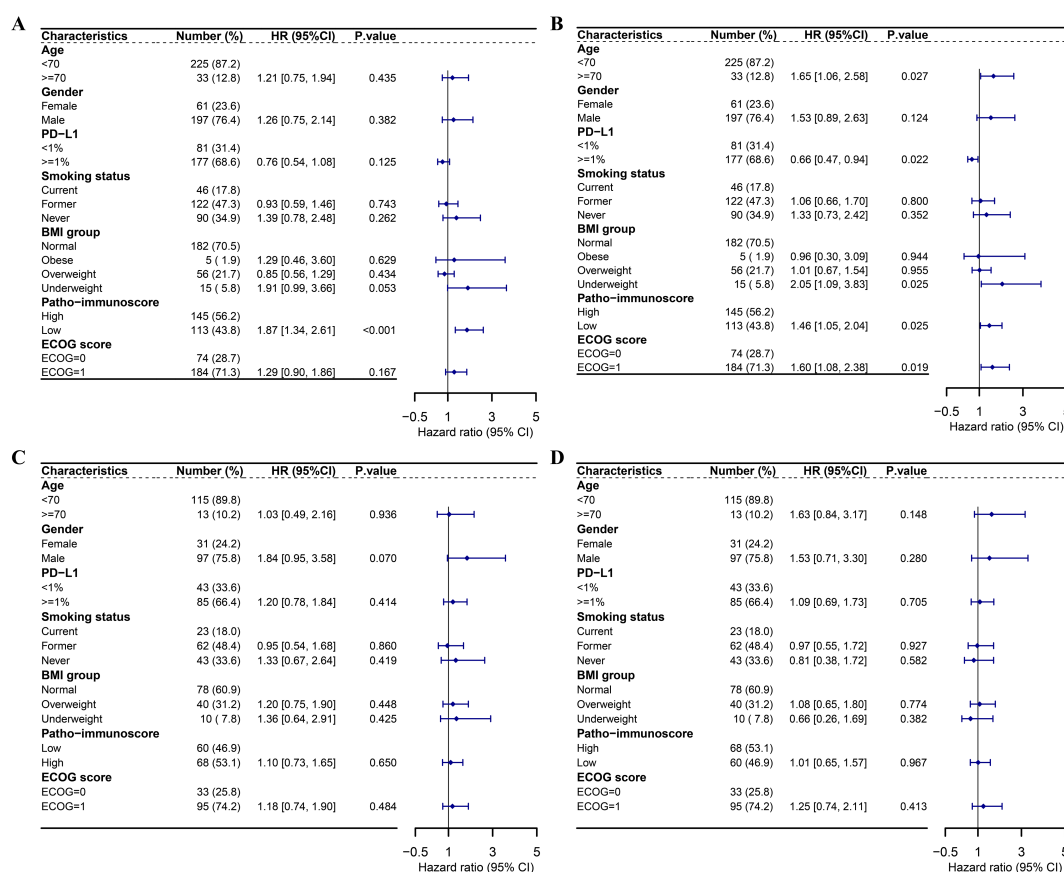 A
Characteristics Number (%) HR (95%CI) P.value
Age
<70 225 (87.2)
>=70 33 (12.8) 1.21 [0.75, 1.94] 0.435
Gender
Female 61 (23.6)
Male 197 (76.4) 1.26 [0.75, 2.14] 0.382
PD−L1
<1% 81 (31.4)
>=1% 177 (68.6) 0.76 [0.54, 1.08] 0.125
Smoking status
Current 46 (17.8)
Former 122 (47.3) 0.93 [0.59, 1.46] 0.743
Never 90 (34.9) 1.39 [0.78, 2.48] 0.262
BMI group
Normal 182 (70.5)
Obese 5 ( 1.9) 1.29 [0.46, 3.60] 0.629
Overweight 56 (21.7) 0.85 [0.56, 1.29] 0.434
Underweight 15 ( 5.8) 1.91 [0.99, 3.66] 0.053
Patho−immunoscore
High 145 (56.2)
Low 113 (43.8) 1.87 [1.34, 2.61] <0.001
ECOG score
ECOG=0 74 (28.7)
ECOG=1 184 (71.3) 1.29 [0.90, 1.86] 0.167
−0.5 1 3 5
Hazard ratio (95% CI)
B
Characteristics Number (%) HR (95%CI) P.value
Age
<70 225 (87.2)
>=70 33 (12.8) 1.65 [1.06, 2.58] 0.027
Gender
Female 61 (23.6)
Male 197 (76.4) 1.53 [0.89, 2.63] 0.124
PD−L1
<1% 81 (31.4)
>=1% 177 (68.6) 0.66 [0.47, 0.94] 0.022
Smoking status
Current 46 (17.8)
Former 122 (47.3) 1.06 [0.66, 1.70] 0.800
Never 90 (34.9) 1.33 [0.73, 2.42] 0.352
BMI group
Normal 182 (70.5)
Obese 5 ( 1.9) 0.96 [0.30, 3.09] 0.944
Overweight 56 (21.7) 1.01 [0.67, 1.54] 0.955
Underweight 15 ( 5.8) 2.05 [1.09, 3.83] 0.025
Patho−immunoscore
High 145 (56.2)
Low 113 (43.8) 1.46 [1.05, 2.04] 0.025
ECOG score
ECOG=0 74 (28.7)
ECOG=1 184 (71.3) 1.60 [1.08, 2.38] 0.019
−0.5 1 3 5
Hazard ratio (95% CI)
C
Characteristics Number (%) HR (95%CI) P.value
Age
<70 115 (89.8)
>=70 13 (10.2) 1.03 [0.49, 2.16] 0.936
Gender
Female 31 (24.2)
Male 97 (75.8) 1.84 [0.95, 3.58] 0.070
PD−L1
<1% 43 (33.6)
>=1% 85 (66.4) 1.20 [0.78, 1.84] 0.414
Smoking status
Current 23 (18.0)
Former 62 (48.4) 0.95 [0.54, 1.68] 0.860
Never 43 (33.6) 1.33 [0.67, 2.64] 0.419
BMI group
Normal 78 (60.9)
Overweight 40 (31.2) 1.20 [0.75, 1.90] 0.448
Underweight 10 ( 7.8) 1.36 [0.64, 2.91] 0.425
Patho−immunoscore
Low 60 (46.9)
High 68 (53.1) 1.10 [0.73, 1.65] 0.650
ECOG score
ECOG=0 33 (25.8)
ECOG=1 95 (74.2) 1.18 [0.74, 1.90] 0.484
−0.5 1 3 5
Hazard ratio (95% CI)
D
Characteristics Number (%) HR (95%CI) P.value
Age
<70 115 (89.8)
>=70 13 (10.2) 1.63 [0.84, 3.17] 0.148
Gender
Female 31 (24.2)
Male 97 (75.8) 1.53 [0.71, 3.30] 0.280
PD−L1
<1% 43 (33.6)
>=1% 85 (66.4) 1.09 [0.69, 1.73] 0.705
Smoking status
Current 23 (18.0)
Former 62 (48.4) 0.97 [0.55, 1.72] 0.927
Never 43 (33.6) 0.81 [0.38, 1.72] 0.582
BMI group
Normal 78 (60.9)
Overweight 40 (31.2) 1.08 [0.65, 1.80] 0.774
Underweight 10 ( 7.8) 0.66 [0.26, 1.69] 0.382
Patho−immunoscore
High 68 (53.1)
Low 60 (46.9) 1.01 [0.65, 1.57] 0.967
ECOG score
ECOG=0 33 (25.8)
ECOG=1 95 (74.2) 1.25 [0.74, 2.11] 0.413
−0.5 1 3 5
Hazard ratio (95% CI)